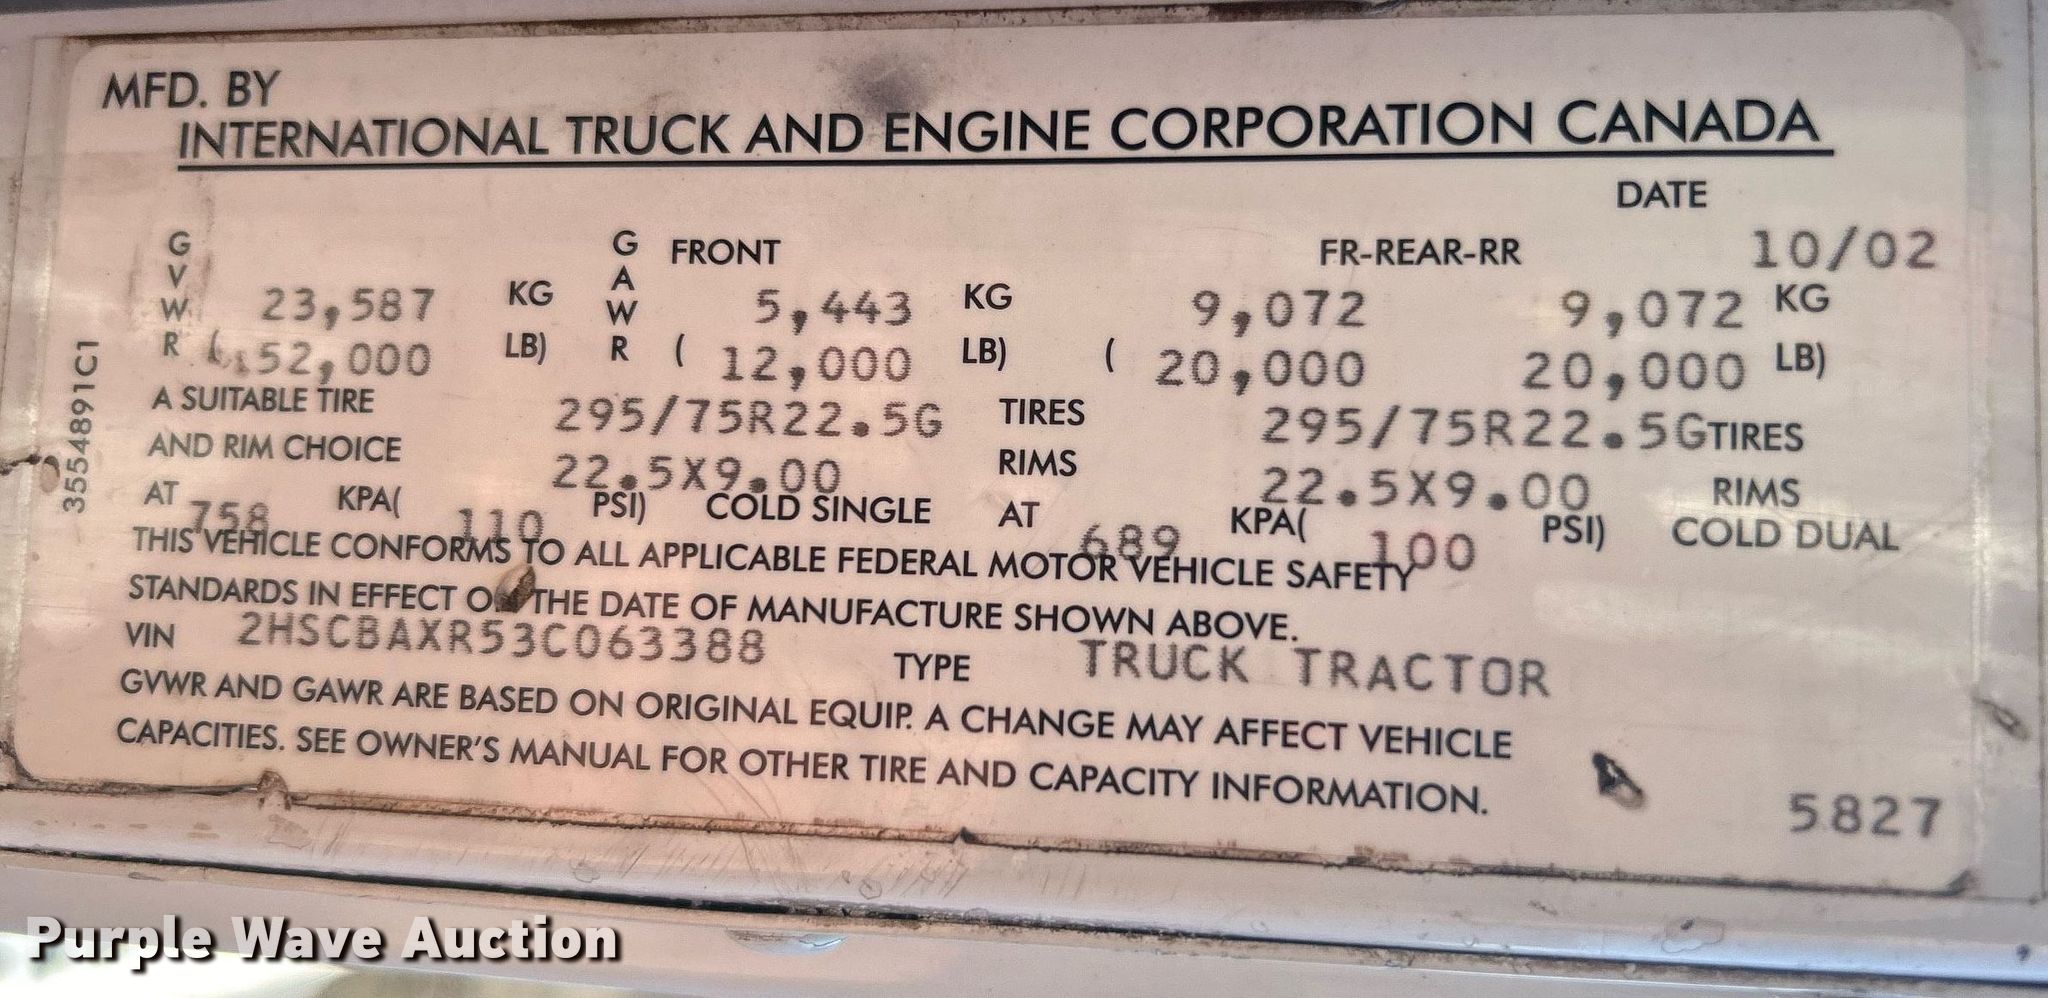 MFD. BY
INTERNATIONAL TRUCK AND ENGINE CORPORATION CANADA
DATE
10/02
GVWR 23,587 KG GAWR FRONT 5,443 KG FR-REAR-RR 9,072 9,072 KG
(52,000 LB) (12,000 LB) (20,000 20,000 LB)
A SUITABLE TIRE 295/75R22.5G TIRES 295/75R22.5G TIRES
AND RIM CHOICE 22.5X9.00 RIMS 22.5X9.00 RIMS
AT 758 KPA( 110 PSI) COLD SINGLE AT 689 KPA( 100 PSI) COLD DUAL
THIS VEHICLE CONFORMS TO ALL APPLICABLE FEDERAL MOTOR VEHICLE SAFETY
STANDARDS IN EFFECT ON THE DATE OF MANUFACTURE SHOWN ABOVE.
VIN 2HSCBAXR53C063388 TYPE TRUCK TRACTOR
GVWR AND GAWR ARE BASED ON ORIGINAL EQUIP. A CHANGE MAY AFFECT VEHICLE
CAPACITIES. SEE OWNER'S MANUAL FOR OTHER TIRE AND CAPACITY INFORMATION.
5827
3554891C1
Purple Wave Auction